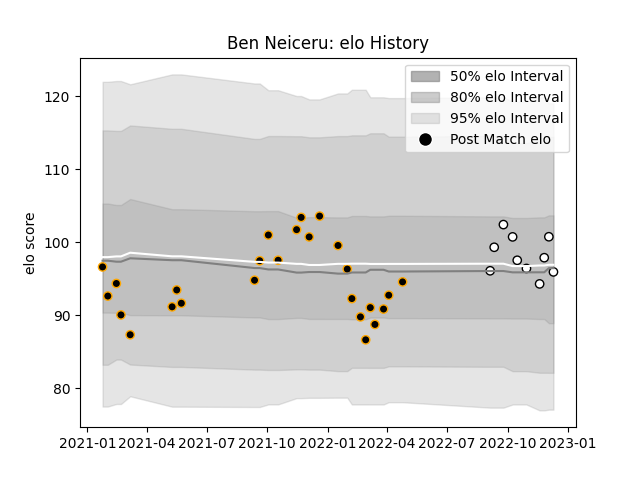 Ben Neiceru: elo History
50% elo Interval
80% elo Interval
95% elo Interval
Post Match elo
elo score
120
110
100
90
80
2021-01 2021-04 2021-07 2021-10 2022-01 2022-04 2022-07 2022-10 2023-01